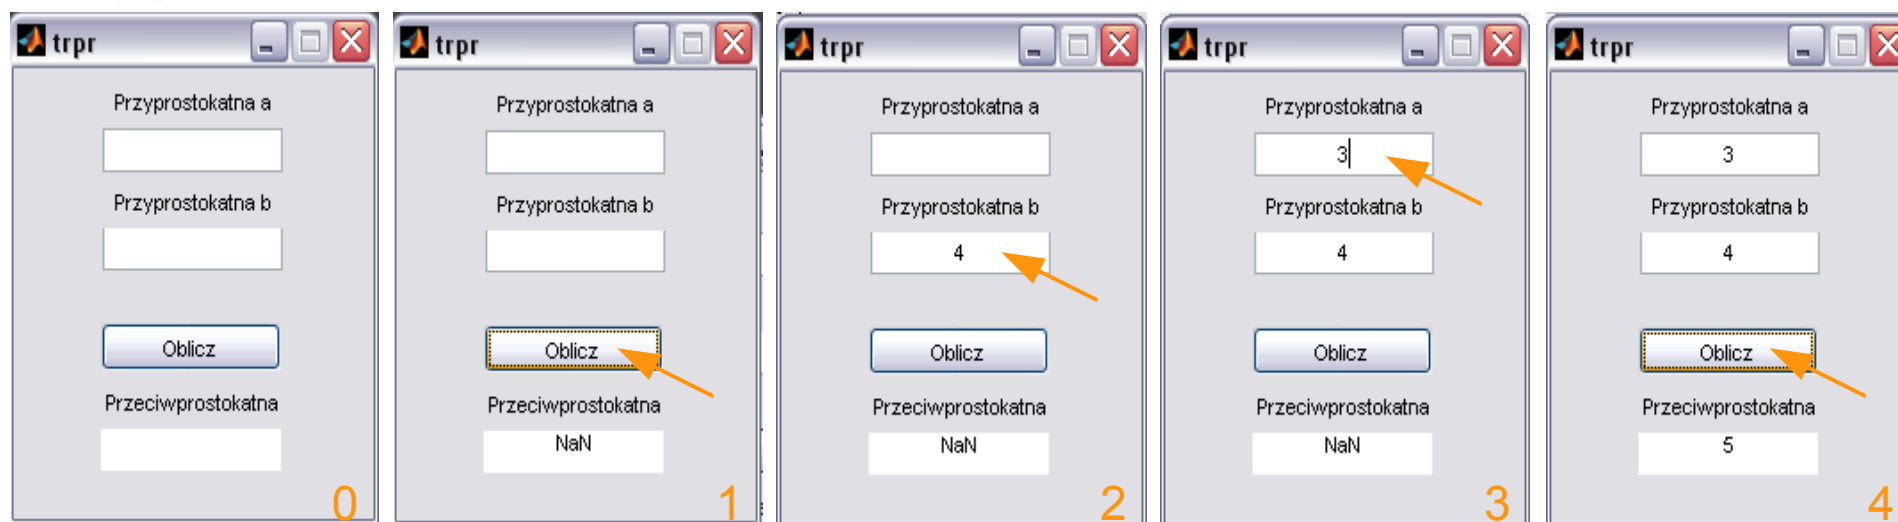 trpr
Przyprostokatna a
Przyprostokatna b
Oblicz
Przeciwprostokatna
0
trpr
Przyprostokatna a
Przyprostokatna b
Oblicz
Przeciwprostokatna
NaN
1
trpr
Przyprostokatna a
Przyprostokatna b
4
Oblicz
Przeciwprostokatna
NaN
2
trpr
Przyprostokatna a
3
Przyprostokatna b
4
Oblicz
Przeciwprostokatna
NaN
3
trpr
Przyprostokatna a
3
Przyprostokatna b
4
Oblicz
Przeciwprostokatna
5
4